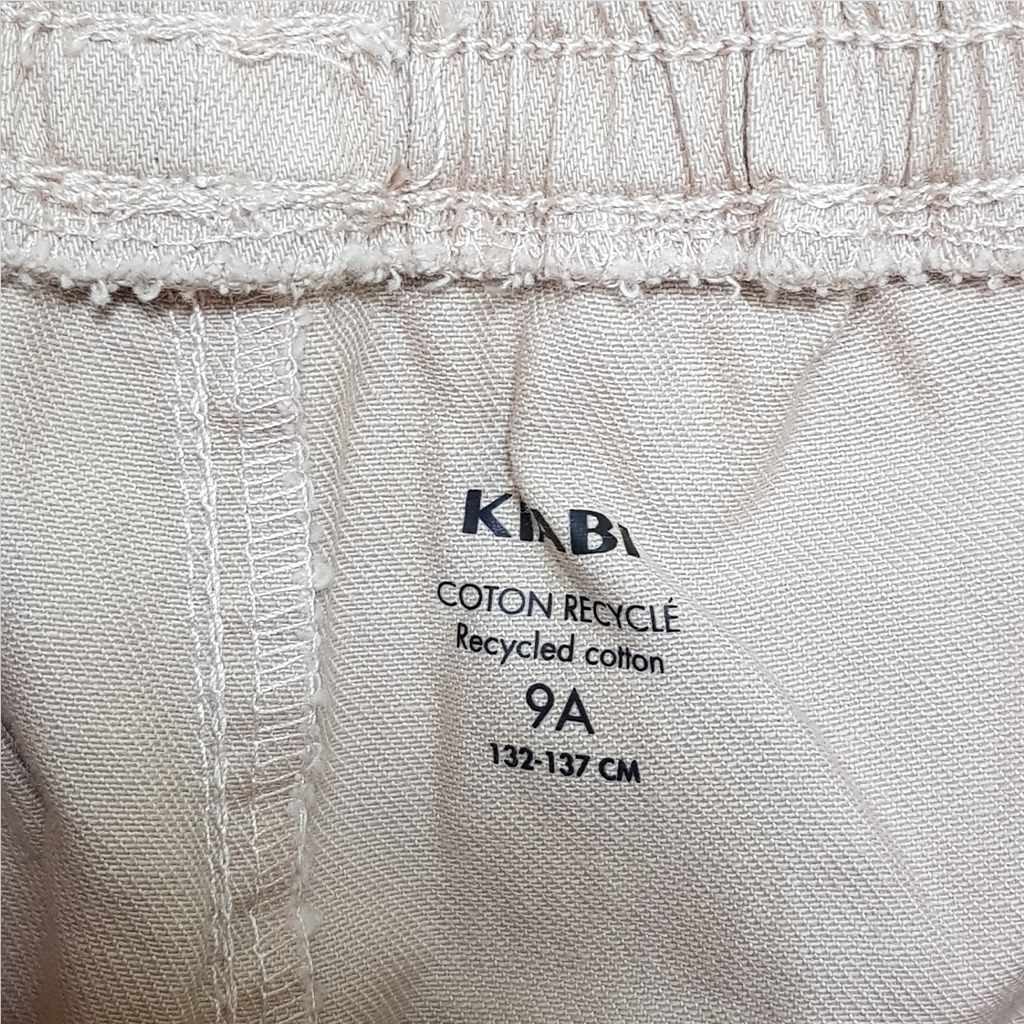 KIABI
COTON RECYCLÉ
Recycled cotton
9A
132-137 CM